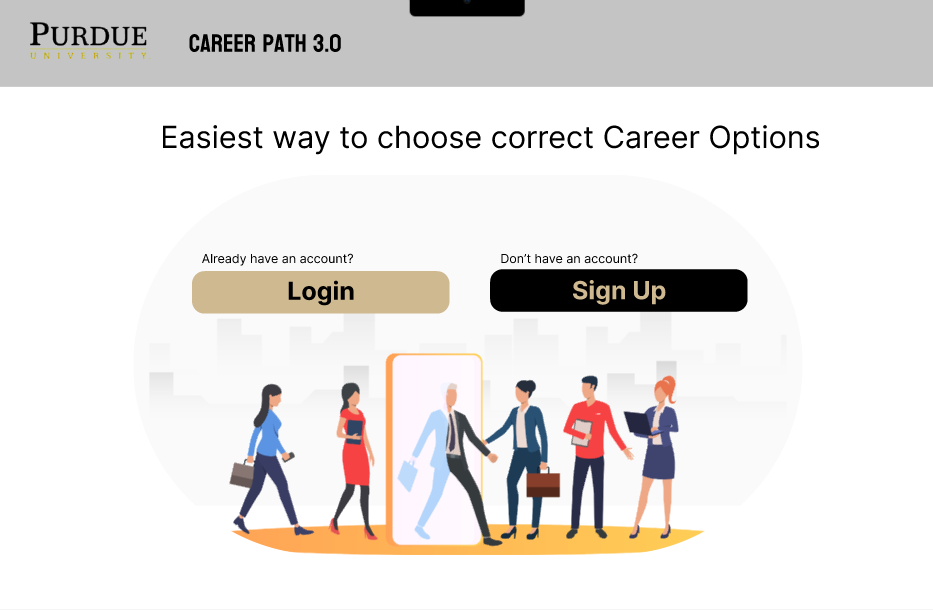 PURDUE
UNIVERSITY
CAREER PATH 3.0
Easiest way to choose correct Career Options
Already have an account?
Don't have an account?
Login
Sign Up